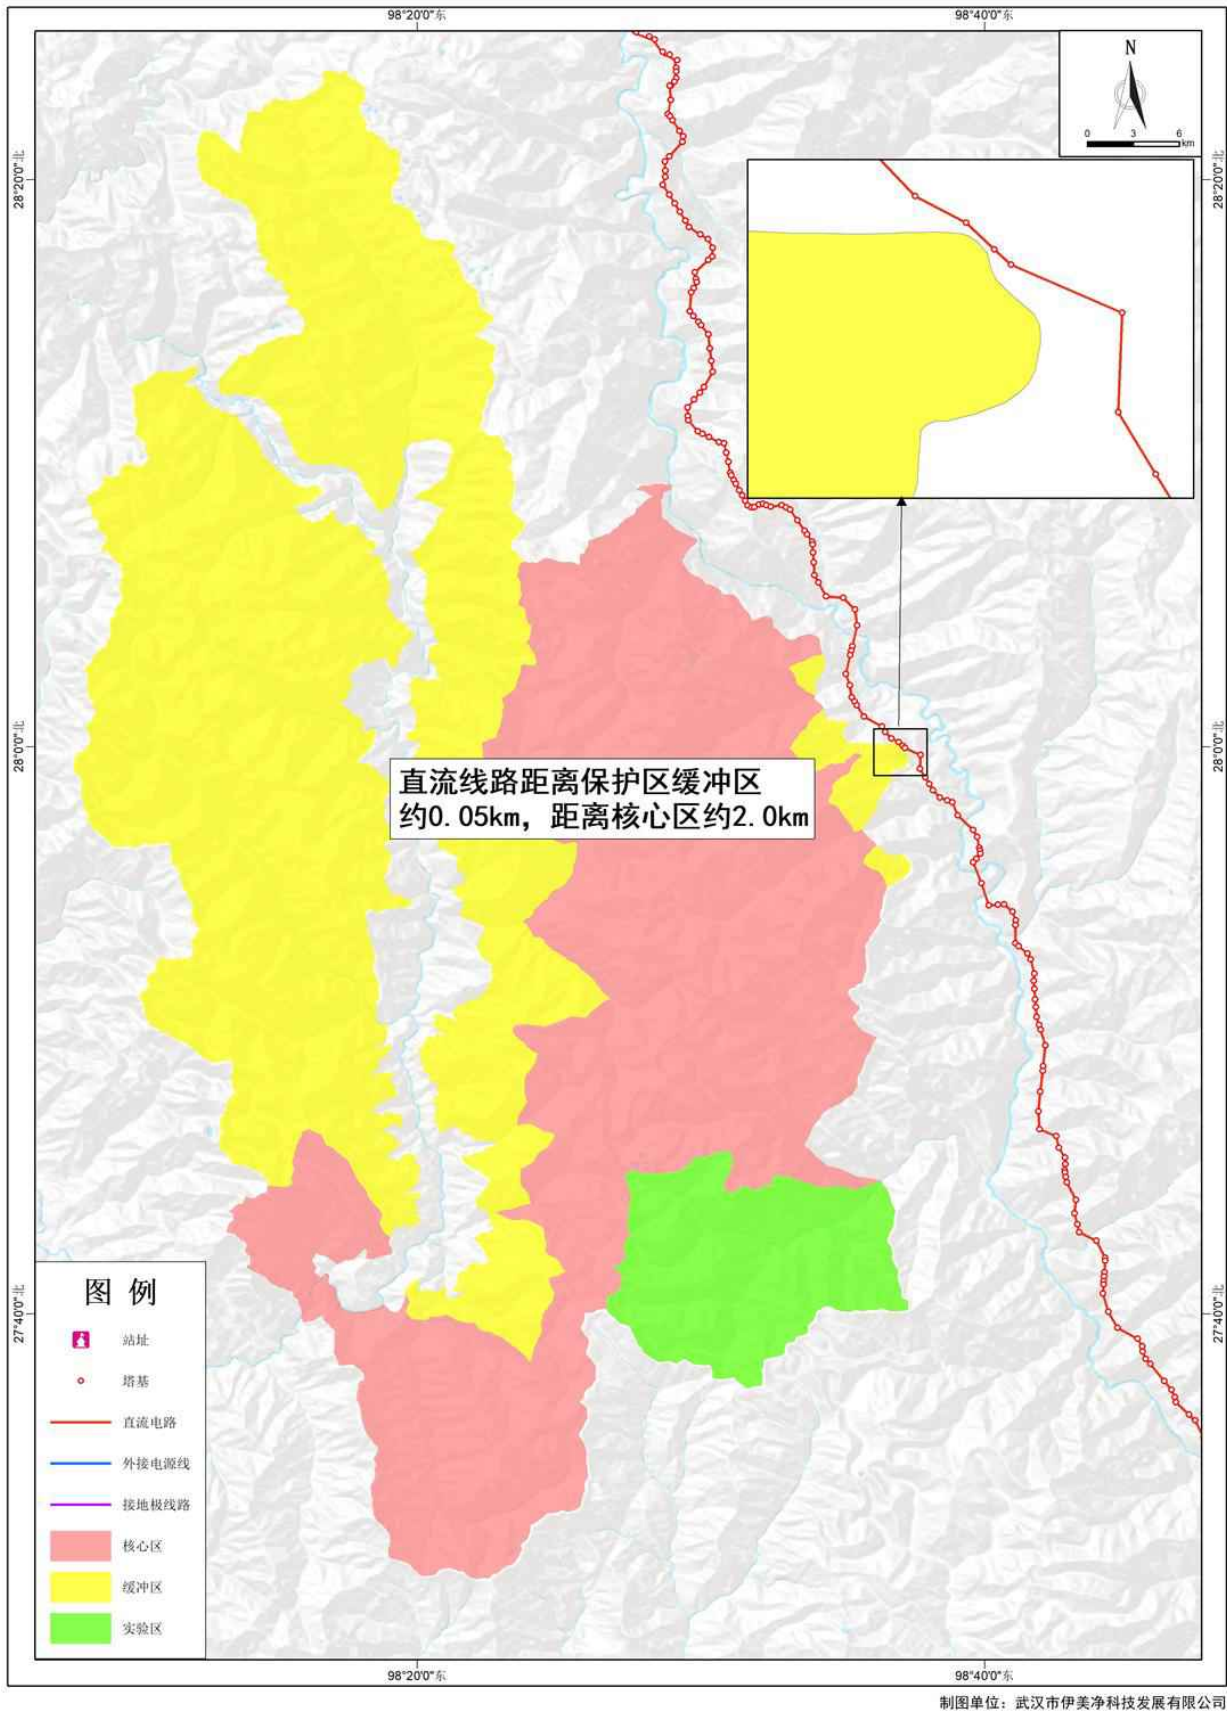 98°20'0"东
98°40'0"东
N
0 3 6
km
28°20'0"北
28°20'0"北
28°0'0"北
28°0'0"北
直流线路距离保护区缓冲区
约0.05km，距离核心区约2.0km
27°40'0"北
27°40'0"北
图 例
站址
塔基
直流电路
外接电源线
接地极线路
核心区
缓冲区
实验区
98°20'0"东
98°40'0"东
制图单位：武汉市伊美净科技发展有限公司